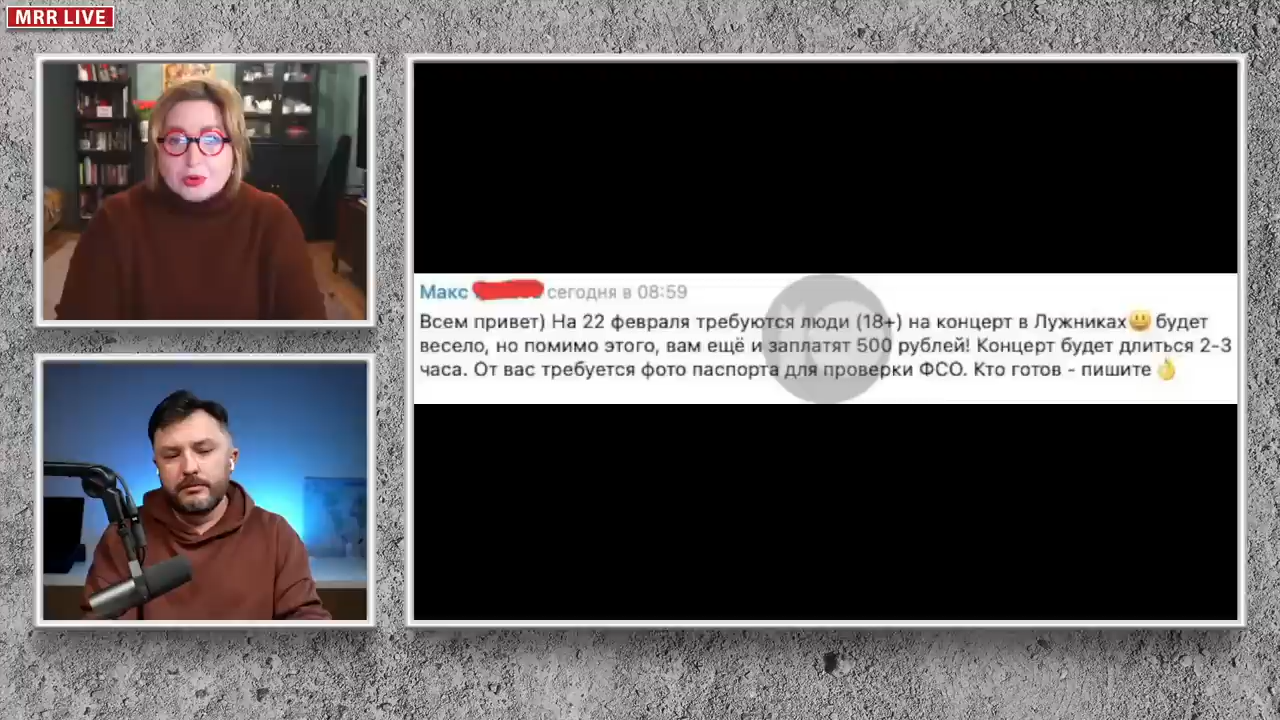 MRR LIVE
Макс сегодня в 08:59
Всем привет) На 22 февраля требуются люди (18+) на концерт в Лужниках😃 будет
весело, но помимо этого, вам ещё и заплатят 500 рублей! Концерт будет длиться 2-3
часа. От вас требуется фото паспорта для проверки ФСО. Кто готов - пишите 👌